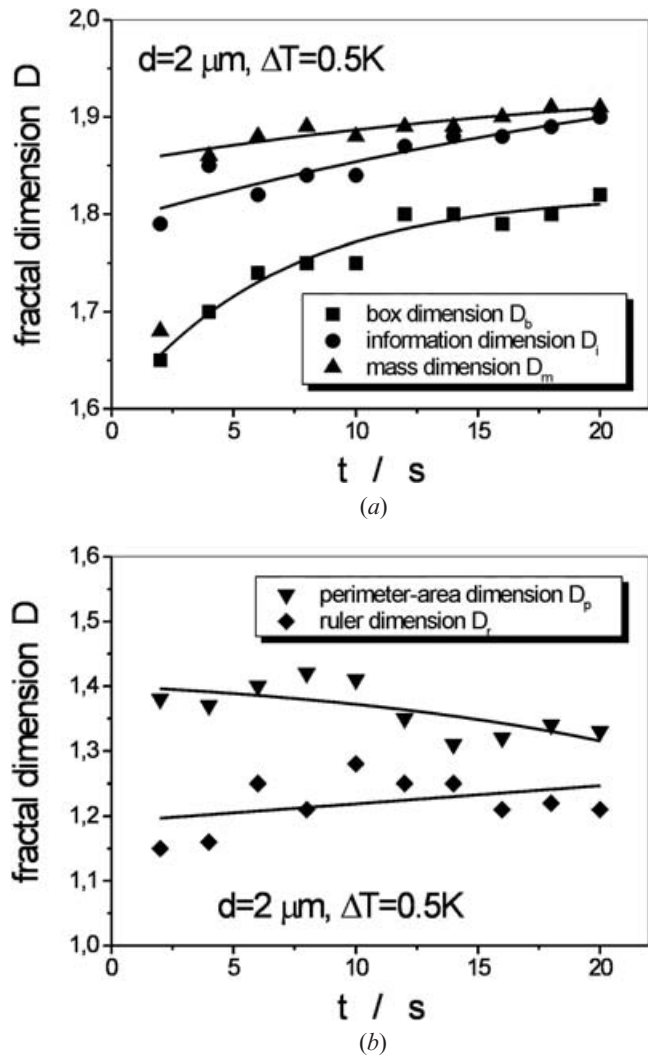 2,0
d=2 μm, ΔT=0.5K
1,9
1,8
1,7
1,6
fractal dimension D
box dimension D_b
information dimension D_i
mass dimension D_m
0 5 10 15 20
t / s
(a)
1,6
1,5
1,4
1,3
1,2
1,1
1,0
fractal dimension D
perimeter-area dimension D_p
ruler dimension D_r
d=2 μm, ΔT=0.5K
0 5 10 15 20
t / s
(b)